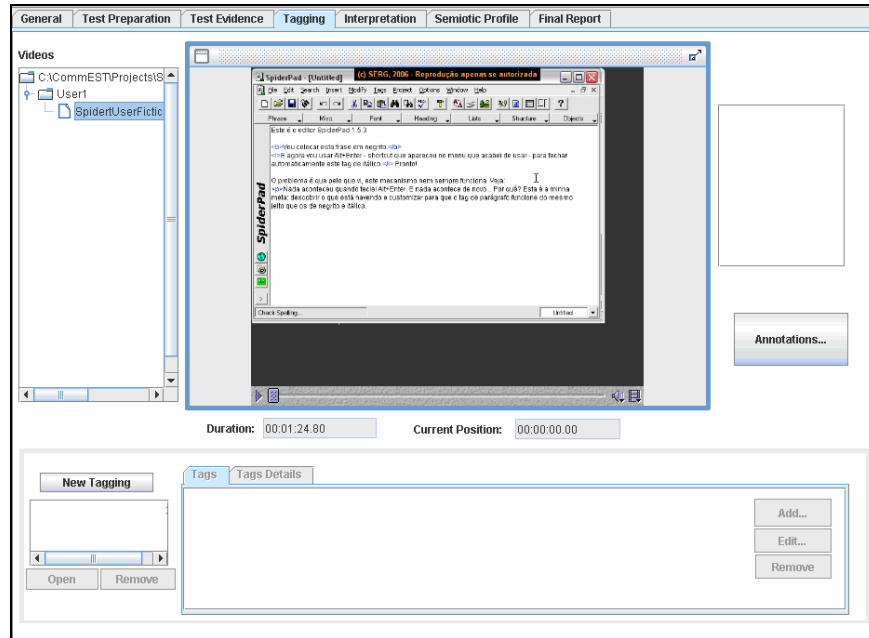 General Test Preparation Test Evidence Tagging Interpretation Semiotic Profile Final Report
Videos
C:\CommEST\Projects\S
User1
SpidertUserFictic
SpiderPad - [Untitled] (c) SERG, 2006 - Reprodução apenas se autorizada
File Edit Search Insert Modify Tags Project Options Window Help
Phrase Misc Font Heading Lists Structure Objects
Este é o editor SpiderPad 1.5.3
<b>Vou colocar esta frase em negrito.</b>
<i>E agora vou usar Alt+Enter - shortcut que apareceu no menu que acabei de usar - para fechar
automaticamente este tag de itálico.</i> Pronto!
O problema é que pelo que vi, este mecanismo nem sempre funciona. Veja:
<p>Nada aconteceu quando teclei Alt+Enter. E nada acontece de novo... Por quê? Esta é a minha
meta: descobrir o que está havendo e customizar para que o tag de parágrafo funcione do mesmo
jeito que os de negrito e itálico.
SpiderPad
Check Spelling...
Untitled
Annotations...
Duration: 00:01:24.80 Current Position: 00:00:00.00
New Tagging
Tags Tags Details
Open Remove
Add...
Edit...
Remove